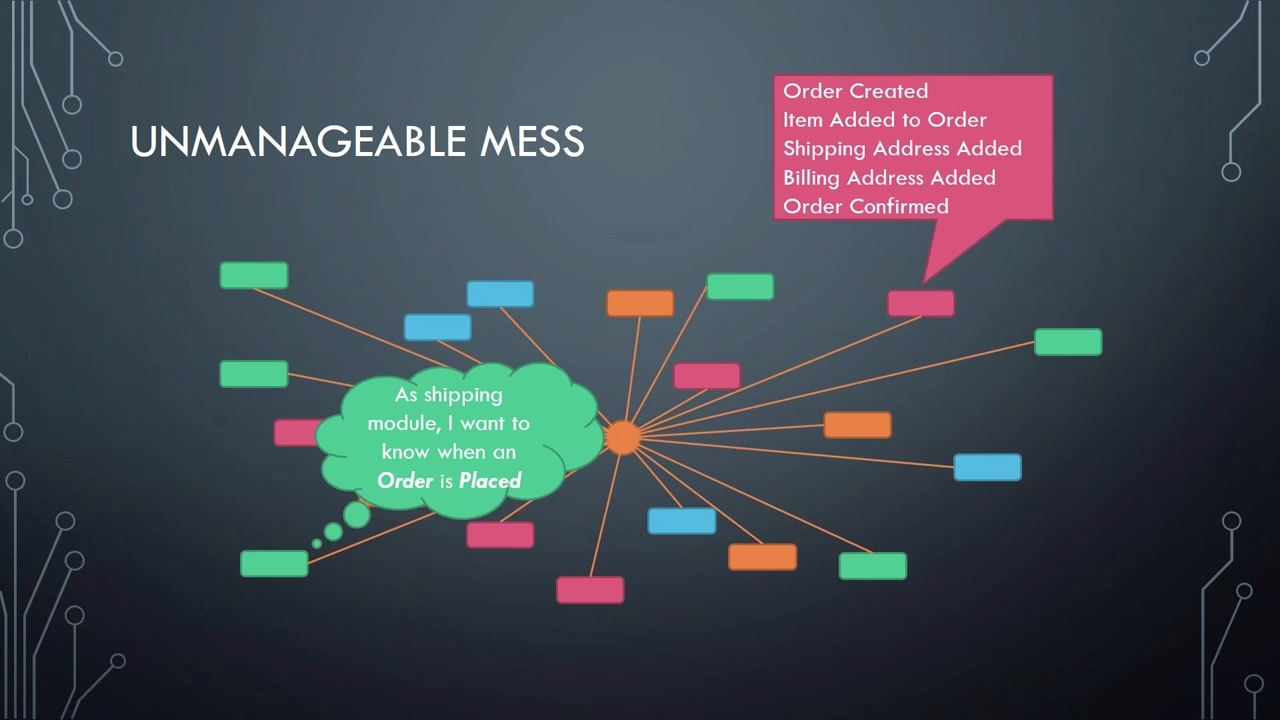 UNMANAGEABLE MESS
Order Created
Item Added to Order
Shipping Address Added
Billing Address Added
Order Confirmed
As shipping
module, I want to
know when an
Order is Placed